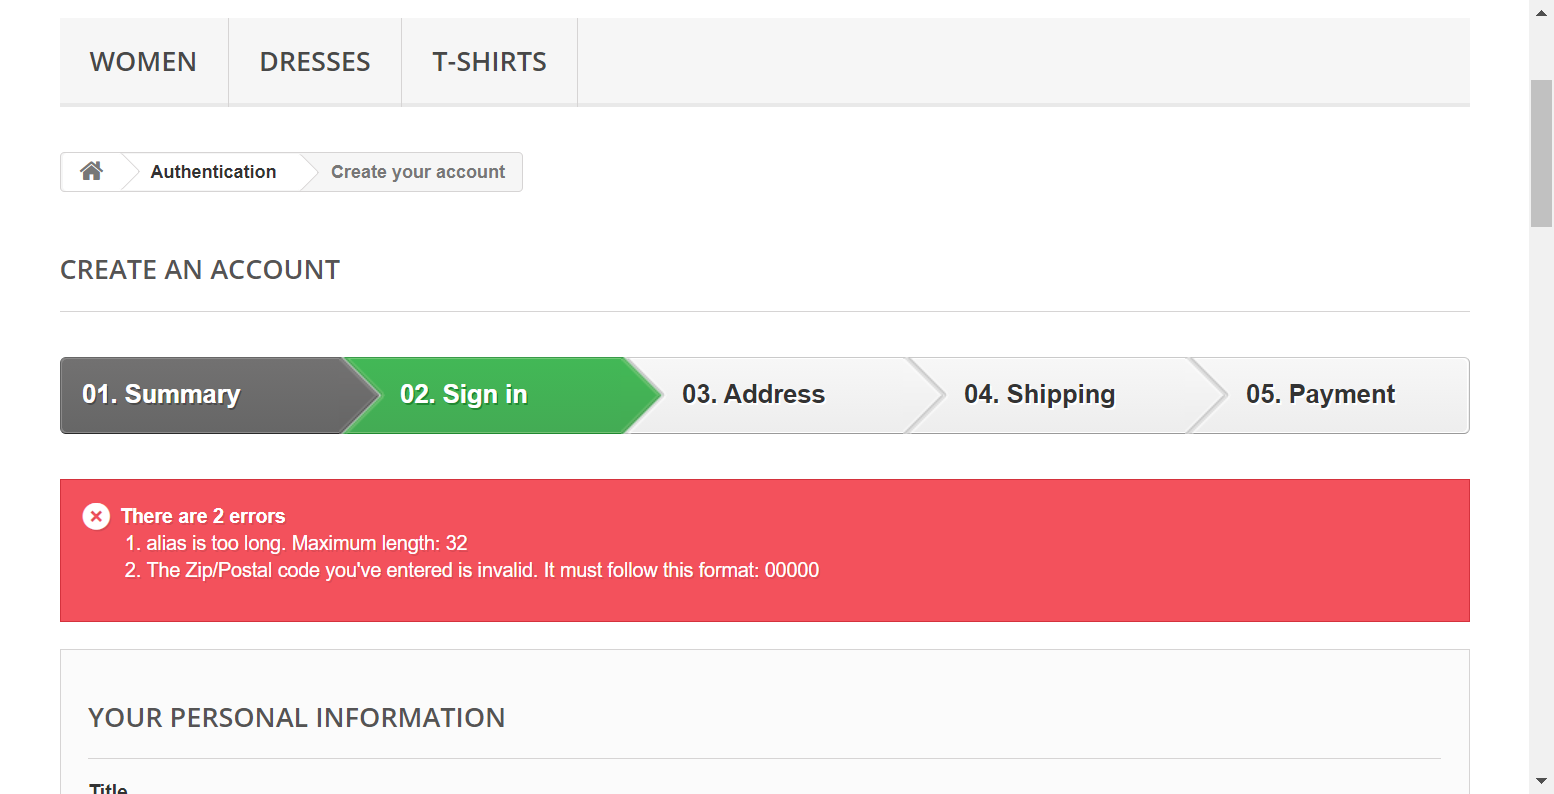 WOMEN DRESSES T-SHIRTS
Authentication Create your account
CREATE AN ACCOUNT
01. Summary 02. Sign in 03. Address 04. Shipping 05. Payment
There are 2 errors
1. alias is too long. Maximum length: 32
2. The Zip/Postal code you've entered is invalid. It must follow this format: 00000
YOUR PERSONAL INFORMATION
Title